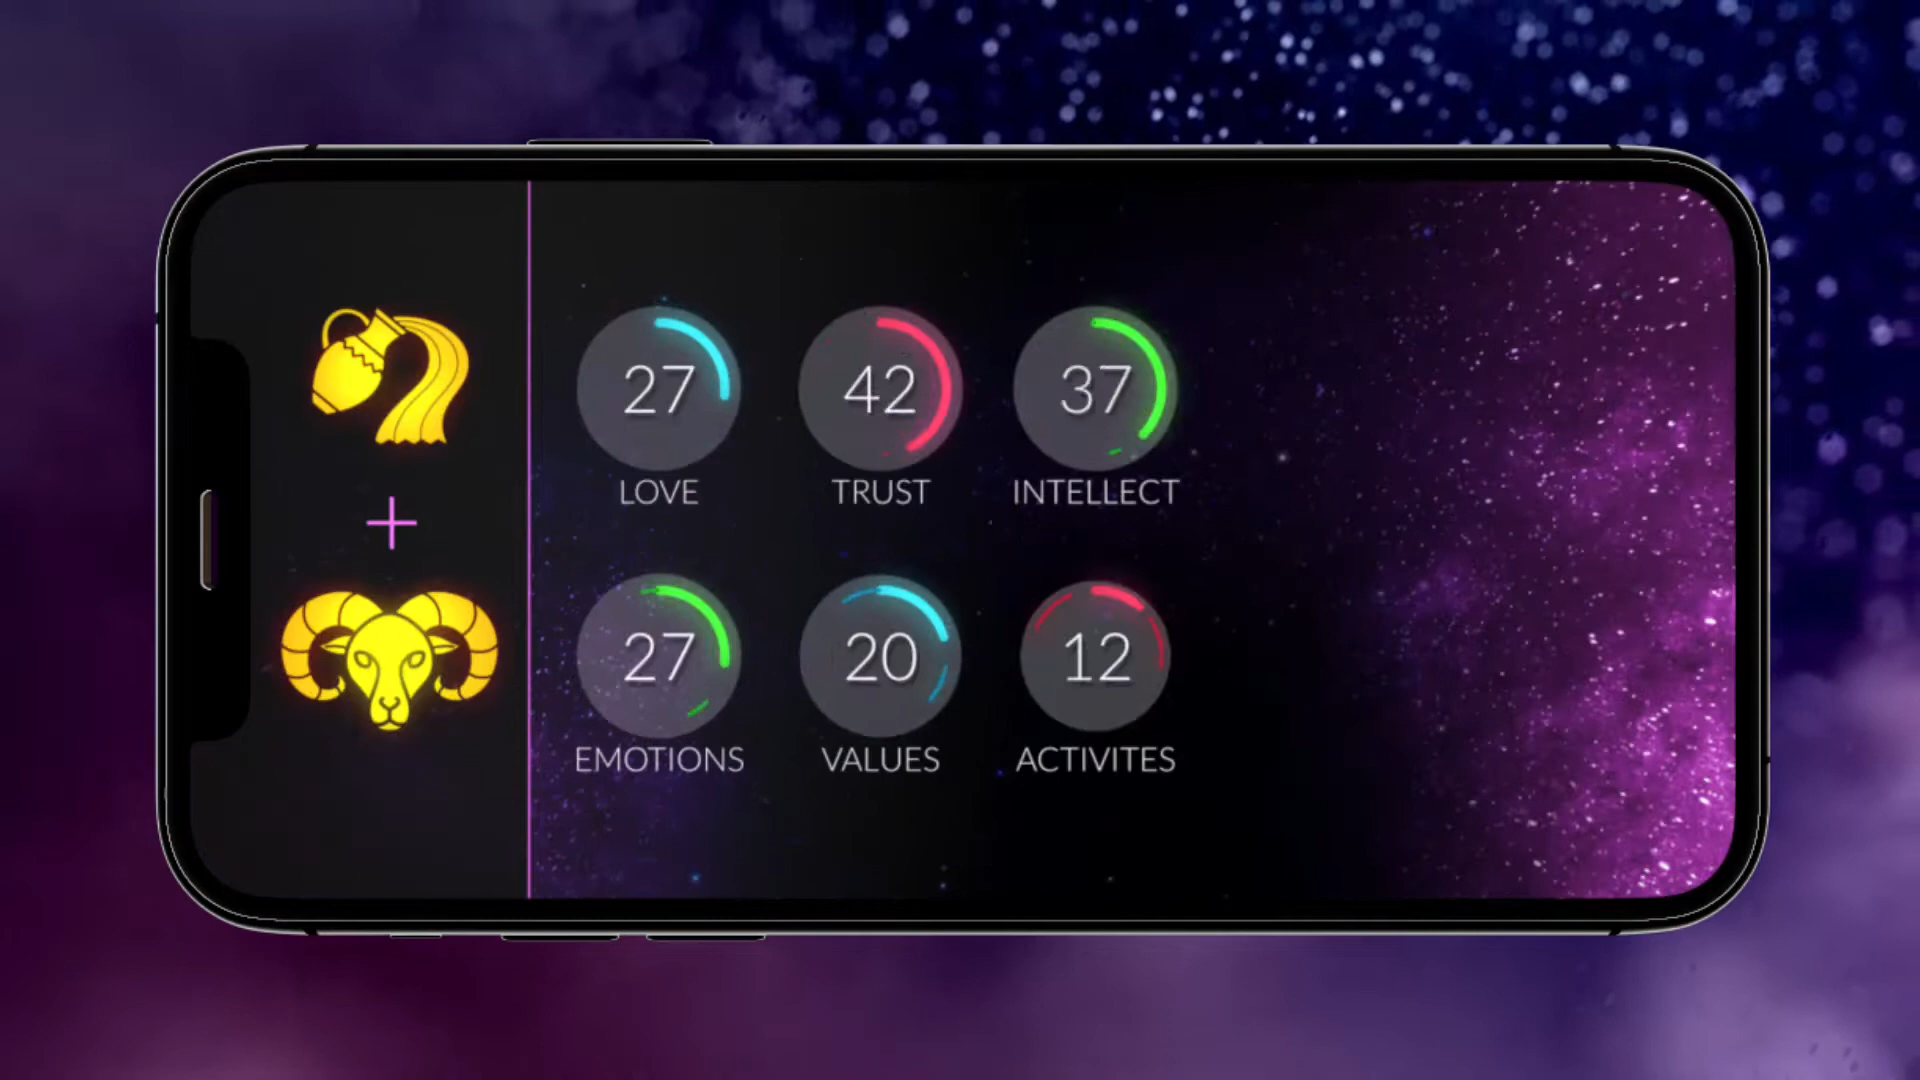 27 42 37
LOVE TRUST INTELLECT
27 20 12
EMOTIONS VALUES ACTIVITES